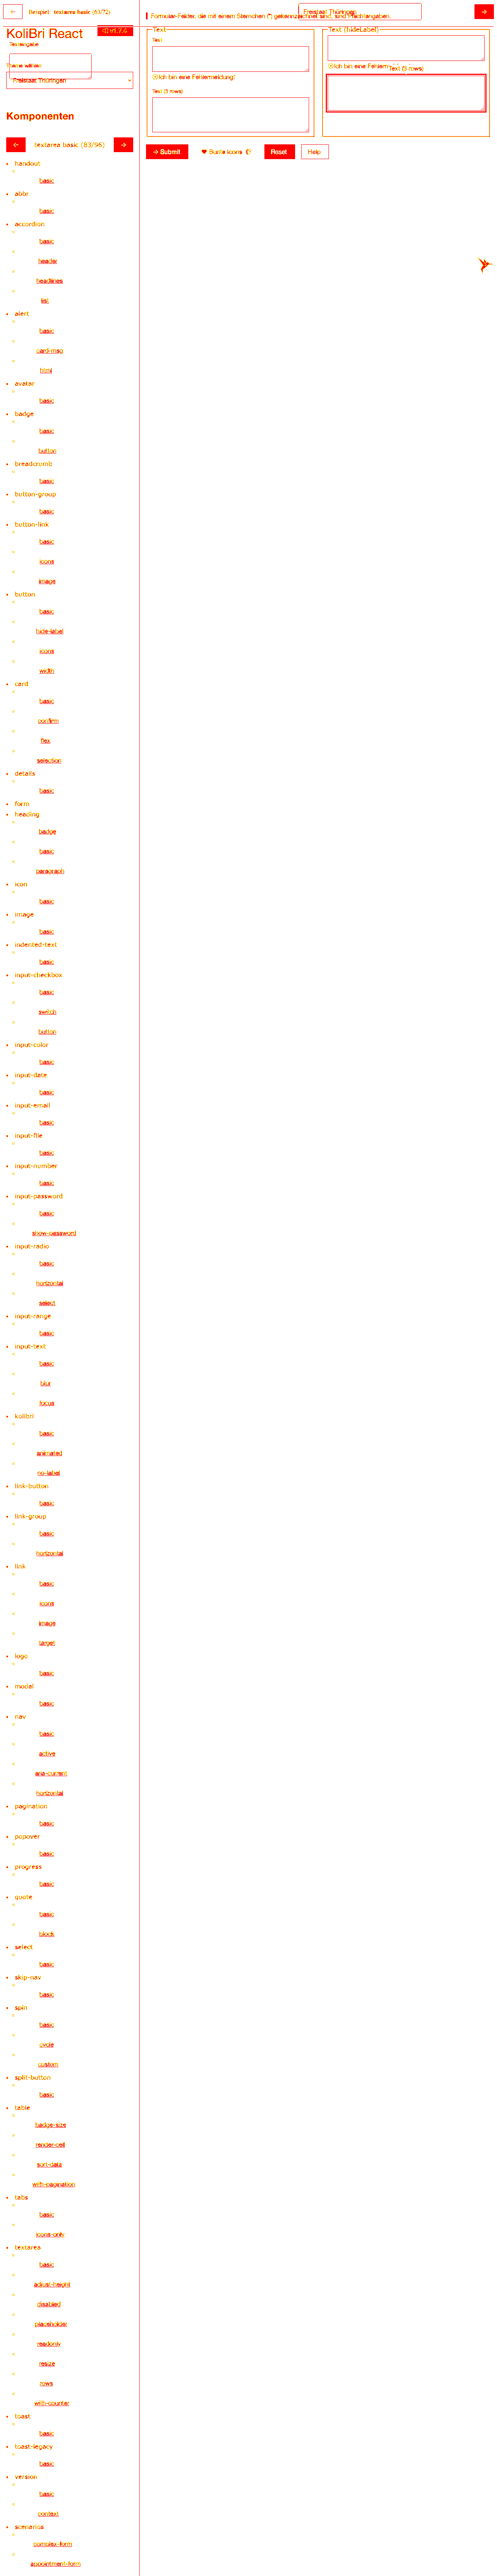 Beispiel textarea basic (63/72)
Formular-Felder, die mit einem Sternchen (*) gekennzeichnet sind, sind Pflichtangaben.
Freistaat Thüringen
KoliBri React
Texteingabe
Theme wählen
Freistaat Thüringen
Komponenten
textarea basic (83/96)
Text
Text
Ich bin eine Fehlermeldung!
Text (5 rows)
Text (hideLabel)
Ich bin eine Fehlerm
Text (5 rows)
Submit
Bunte Icons
Reset
Help
handout
basic
abbr
basic
accordion
basic
header
headlines
list
alert
basic
card-msg
html
avatar
basic
badge
basic
button
breadcrumb
basic
button-group
basic
button-link
basic
icons
image
button
basic
hide-label
icons
width
card
basic
confirm
flex
selection
details
basic
form
heading
badge
basic
paragraph
icon
basic
image
basic
indented-text
basic
input-checkbox
basic
switch
button
input-color
basic
input-date
basic
input-email
basic
input-file
basic
input-number
basic
input-password
basic
show-password
input-radio
basic
horizontal
select
input-range
basic
input-text
basic
blur
focus
kolibri
basic
animated
no-label
link-button
basic
link-group
basic
horizontal
link
basic
icons
image
target
logo
basic
modal
basic
nav
basic
active
aria-current
horizontal
pagination
basic
popover
basic
progress
basic
quote
basic
block
select
basic
skip-nav
basic
spin
basic
cycle
custom
split-button
basic
table
badge-size
render-cell
sort-data
with-pagination
tabs
basic
icons-only
textarea
basic
adjust-height
disabled
placeholder
readonly
resize
rows
with-counter
toast
basic
toast-legacy
basic
version
basic
context
scenarios
complex-form
appointment-form